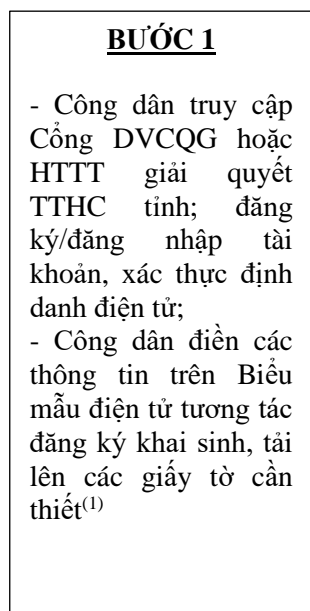 BƯỚC 1
- Công dân truy cập
Cổng DVCQG hoặc
HTTT giải quyết
TTHC tỉnh; đăng
ký/đăng nhập tài
khoản, xác thực định
danh điện tử;
- Công dân điền các
thông tin trên Biểu
mẫu điện tử tương tác
đăng ký khai sinh, tải
lên các giấy tờ cần
thiết⁽¹⁾